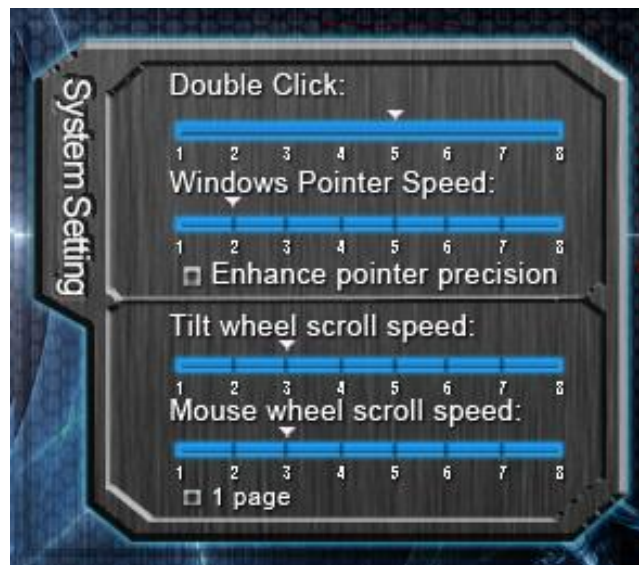 System Setting
Double Click:
1 2 3 4 5 6 7 8
Windows Pointer Speed:
1 2 3 4 5 6 7 8
Enhance pointer precision
Tilt wheel scroll speed:
1 2 3 4 5 6 7 8
Mouse wheel scroll speed:
1 2 3 4 5 6 7 8
1 page